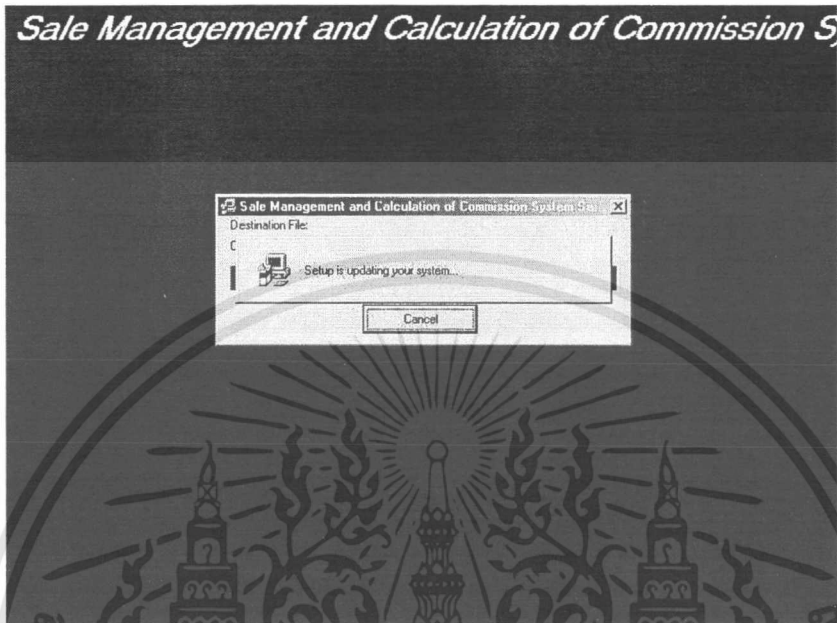 Sale Management and Calculation of Commission
Sale Management and Calculation of Commission System
Destination File:
Setup is updating your system...
Cancel